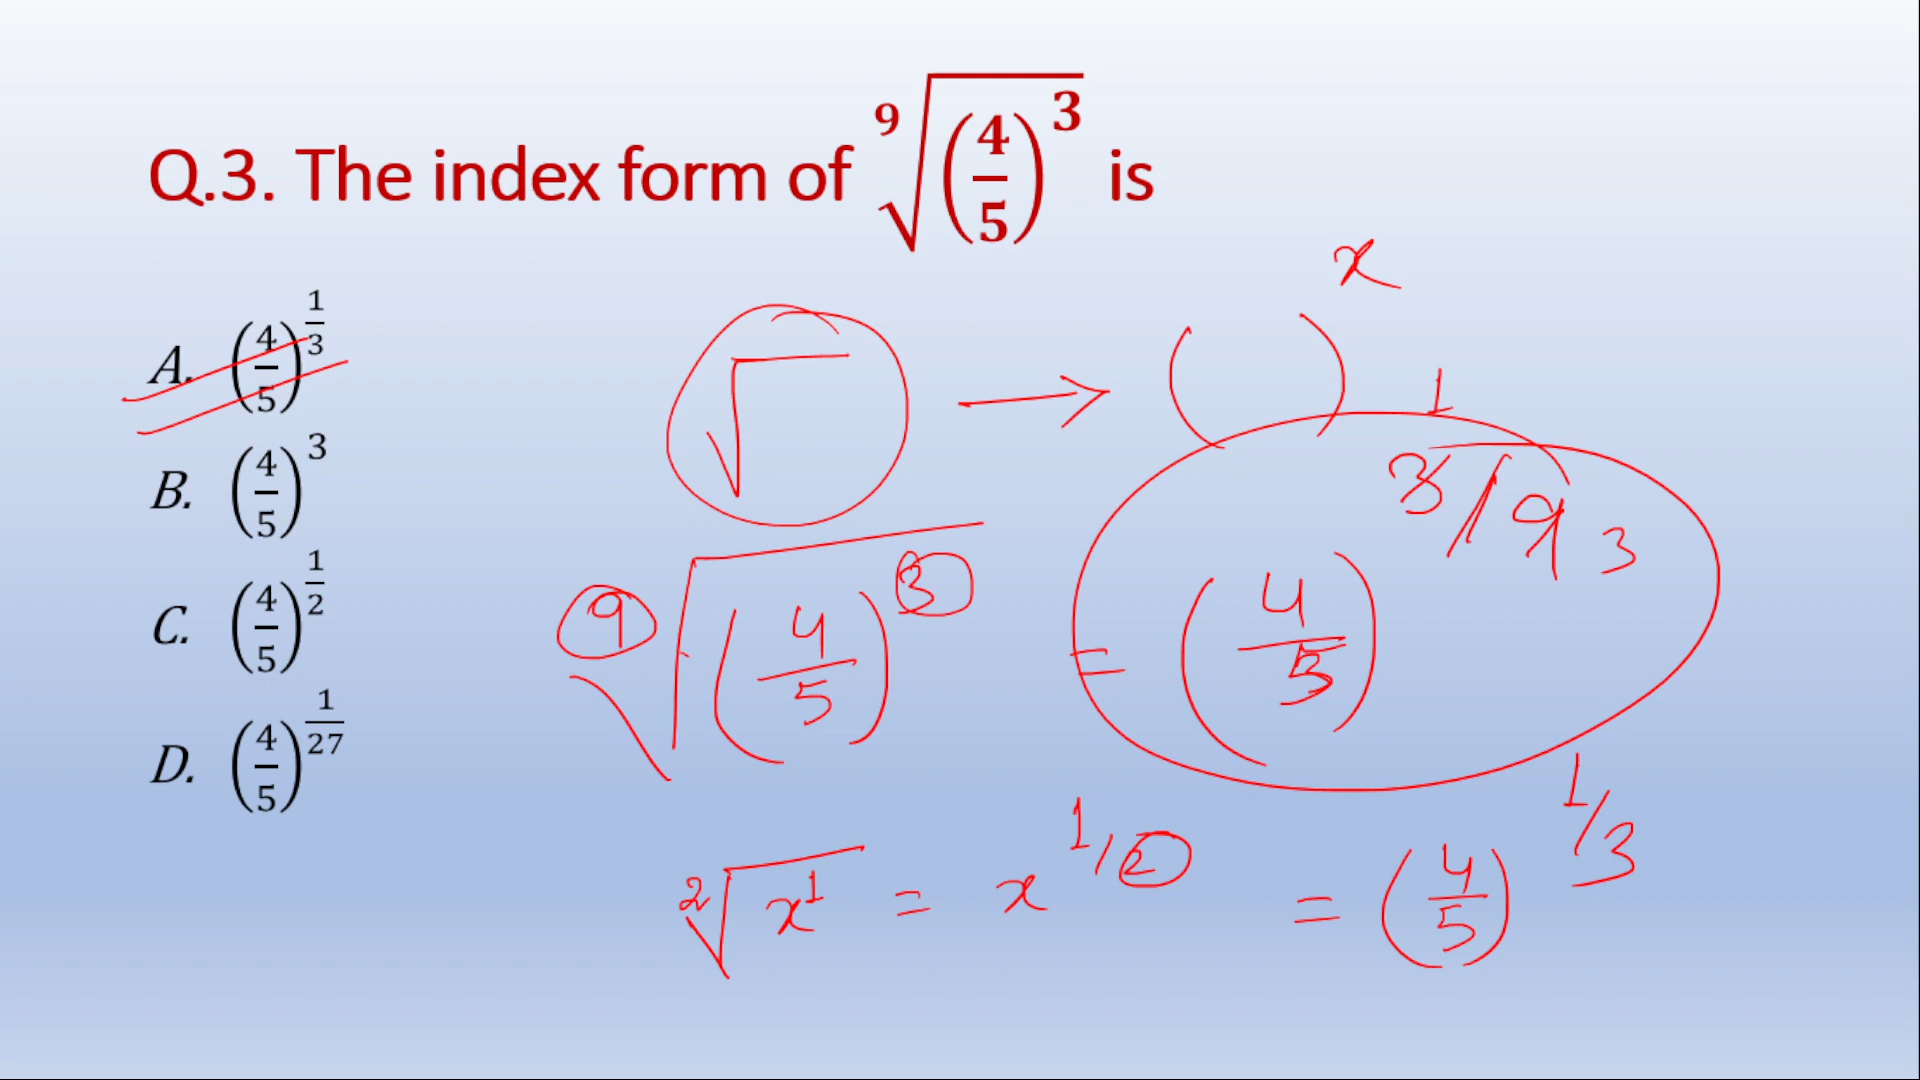 Q.3. The index form of ⁹√(4/5)³ is
A. (4/5)^(1/3)
B. (4/5)³
C. (4/5)^(1/2)
D. (4/5)^(1/27)
√ → ( )^x
⁹√(4/5)³ = (4/5)^(3/9) 1 3
²√x¹ = x^(1/2)
= (4/5)^(1/3)